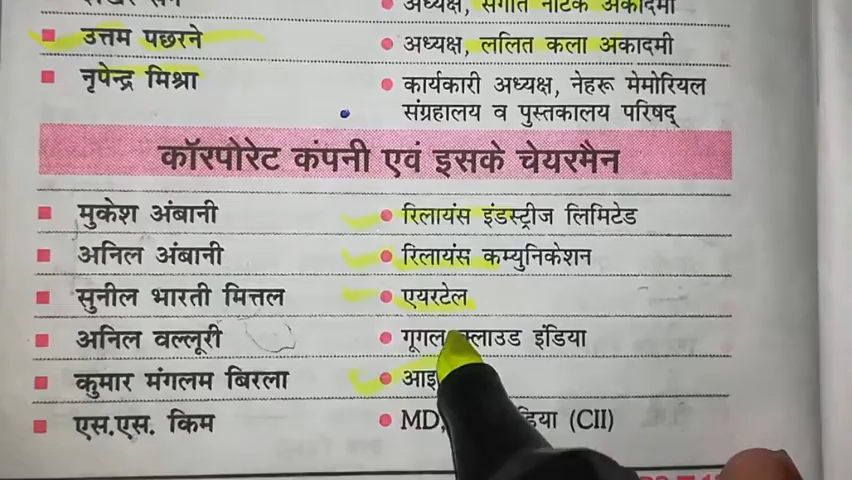 अध्यक्ष, संगीत नाटक अकादमी
उत्तम पछरने
अध्यक्ष, ललित कला अकादमी
नृपेन्द्र मिश्रा
कार्यकारी अध्यक्ष, नेहरू मेमोरियल
संग्रहालय व पुस्तकालय परिषद्
कॉरपोरेट कंपनी एवं इसके चेयरमैन
मुकेश अंबानी
रिलायंस इंडस्ट्रीज लिमिटेड
अनिल अंबानी
रिलायंस कम्युनिकेशन
सुनील भारती मित्तल
एयरटेल
अनिल वल्लूरी
गूगल क्लाउड इंडिया
कुमार मंगलम बिरला
एस.एस. किम
MD, (CII)